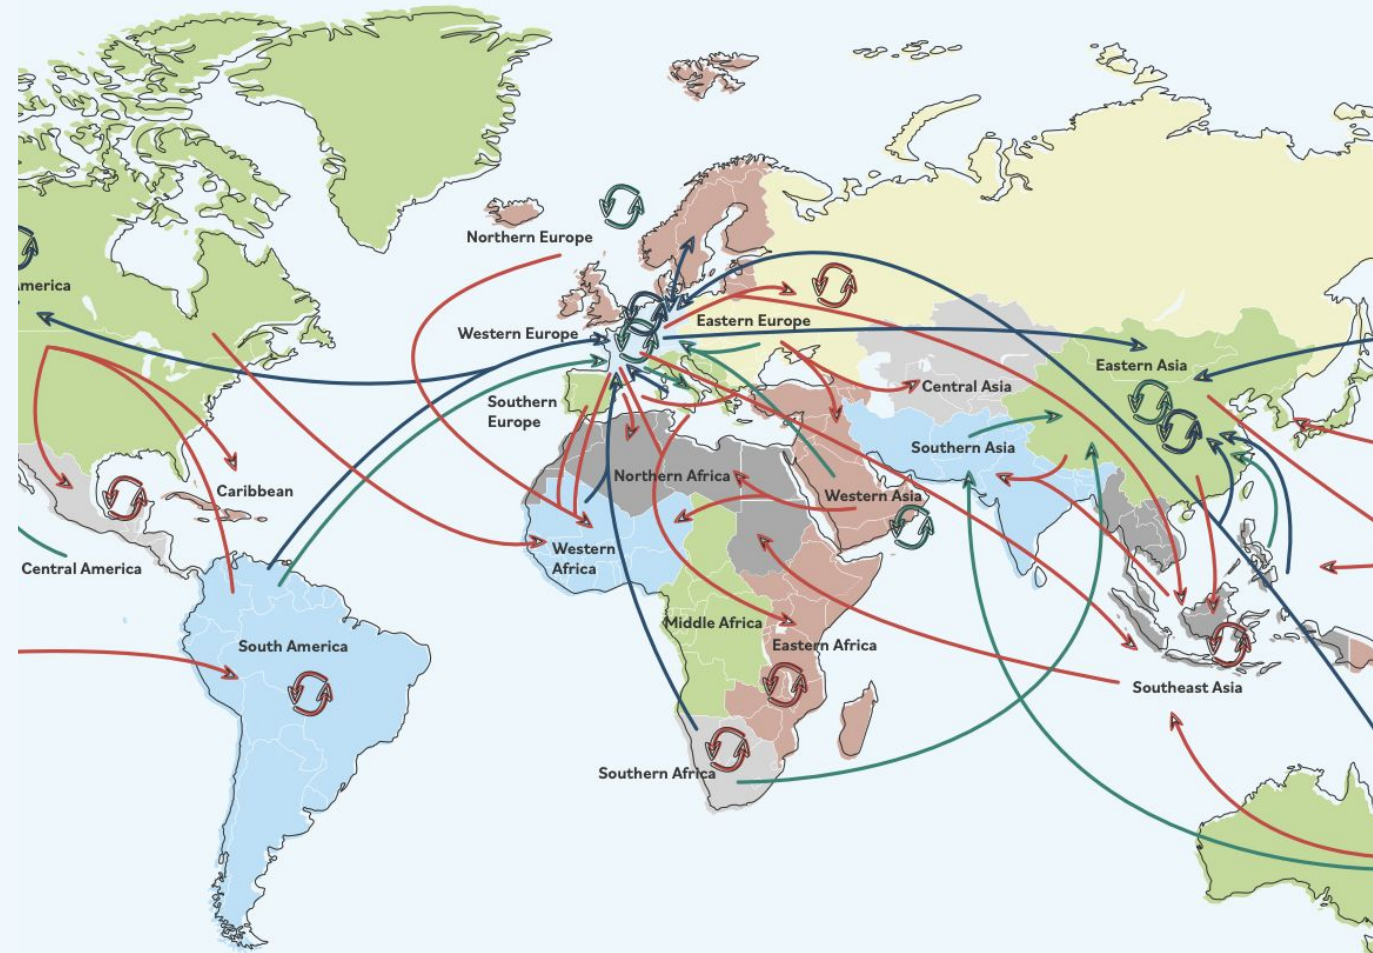 Northern Europe
merica
Western Europe
Eastern Europe
Eastern Asia
Central Asia
Southern
Europe
Southern Asia
Northern Africa
Caribbean
Western Asia
Western
Africa
Central America
Middle Africa
South America
Eastern Africa
Southeast Asia
Southern Africa